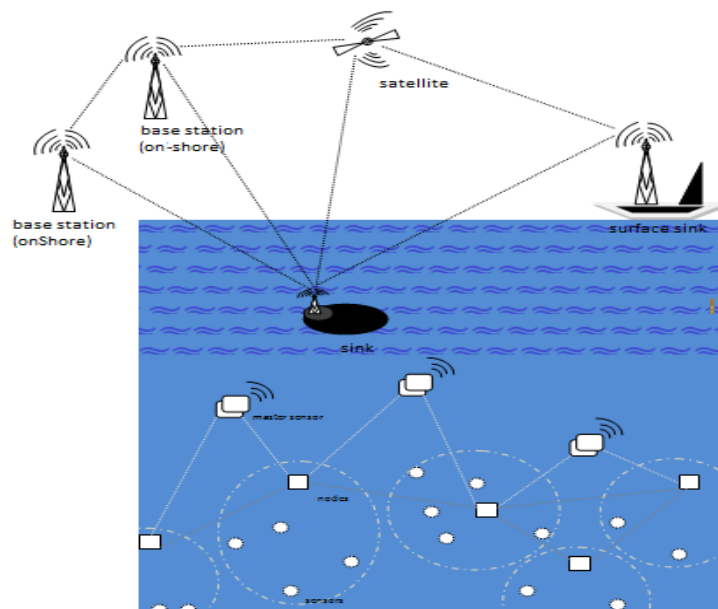 satellite
base station
(on-shore)
base station
(onShore)
surface sink
sink
master sensor
nodes
sensors